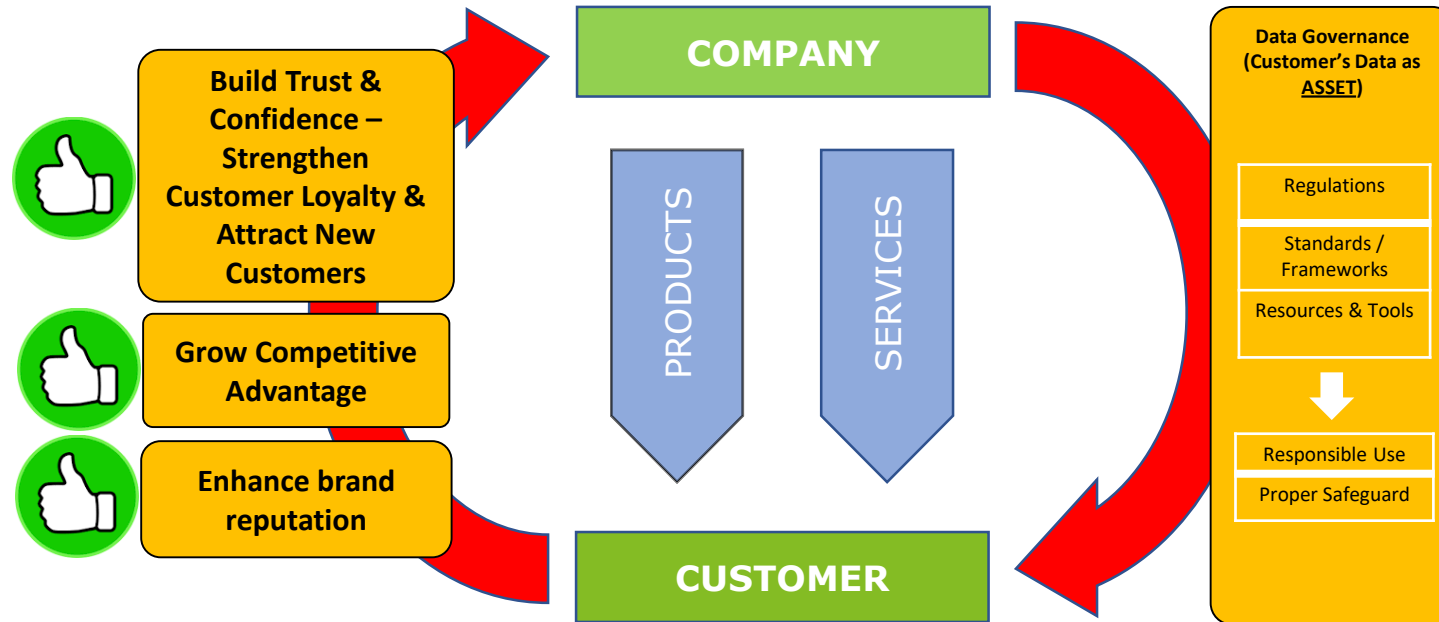 COMPANY
Build Trust &
Confidence –
Strengthen
Customer Loyalty &
Attract New
Customers
Grow Competitive
Advantage
Enhance brand
reputation
PRODUCTS
SERVICES
CUSTOMER
Data Governance
(Customer’s Data as
ASSET)
Regulations
Standards /
Frameworks
Resources & Tools
Responsible Use
Proper Safeguard